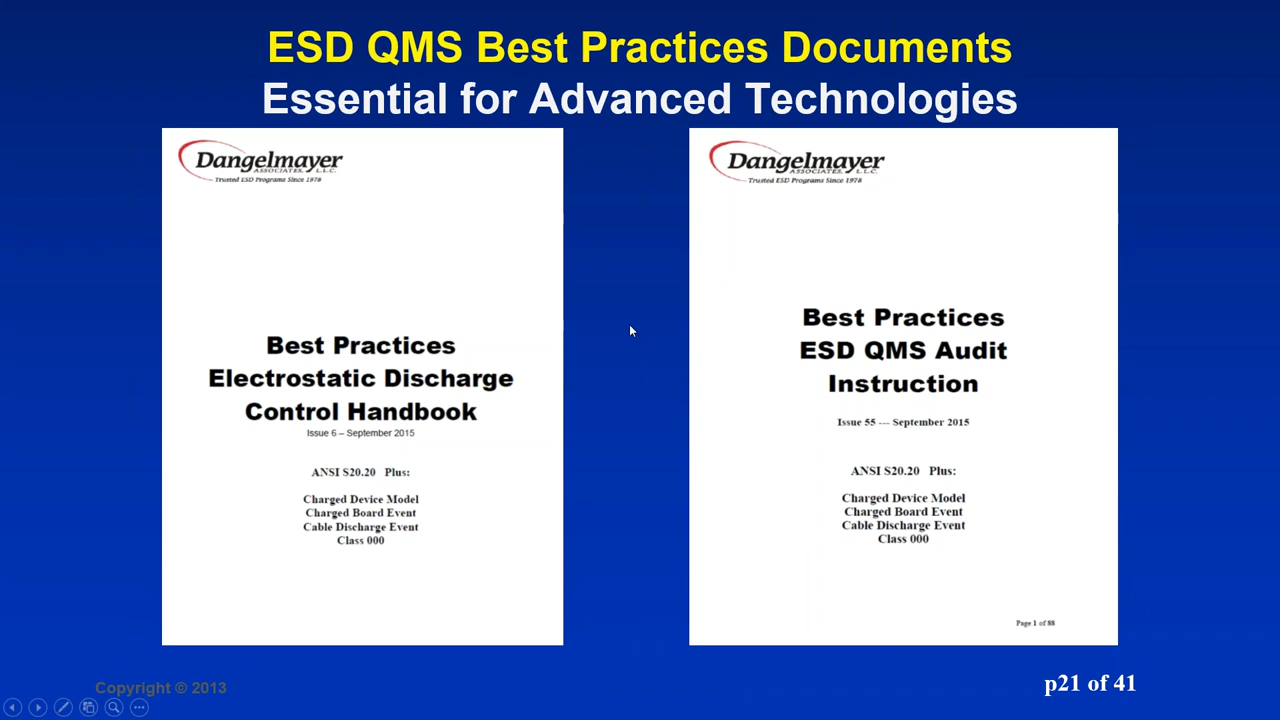 ESD QMS Best Practices Documents
Essential for Advanced Technologies
Dangelmayer
ASSOCIATES, L.L.C.
Trusted ESD Programs Since 1978
Best Practices
Electrostatic Discharge
Control Handbook
Issue 6 – September 2015
ANSI S20.20 Plus:
Charged Device Model
Charged Board Event
Cable Discharge Event
Class 000
Dangelmayer
ASSOCIATES, L.L.C.
Trusted ESD Programs Since 1978
Best Practices
ESD QMS Audit
Instruction
Issue 55 --- September 2015
ANSI S20.20 Plus:
Charged Device Model
Charged Board Event
Cable Discharge Event
Class 000
Page 1 of 88
Copyright © 2013
p21 of 41